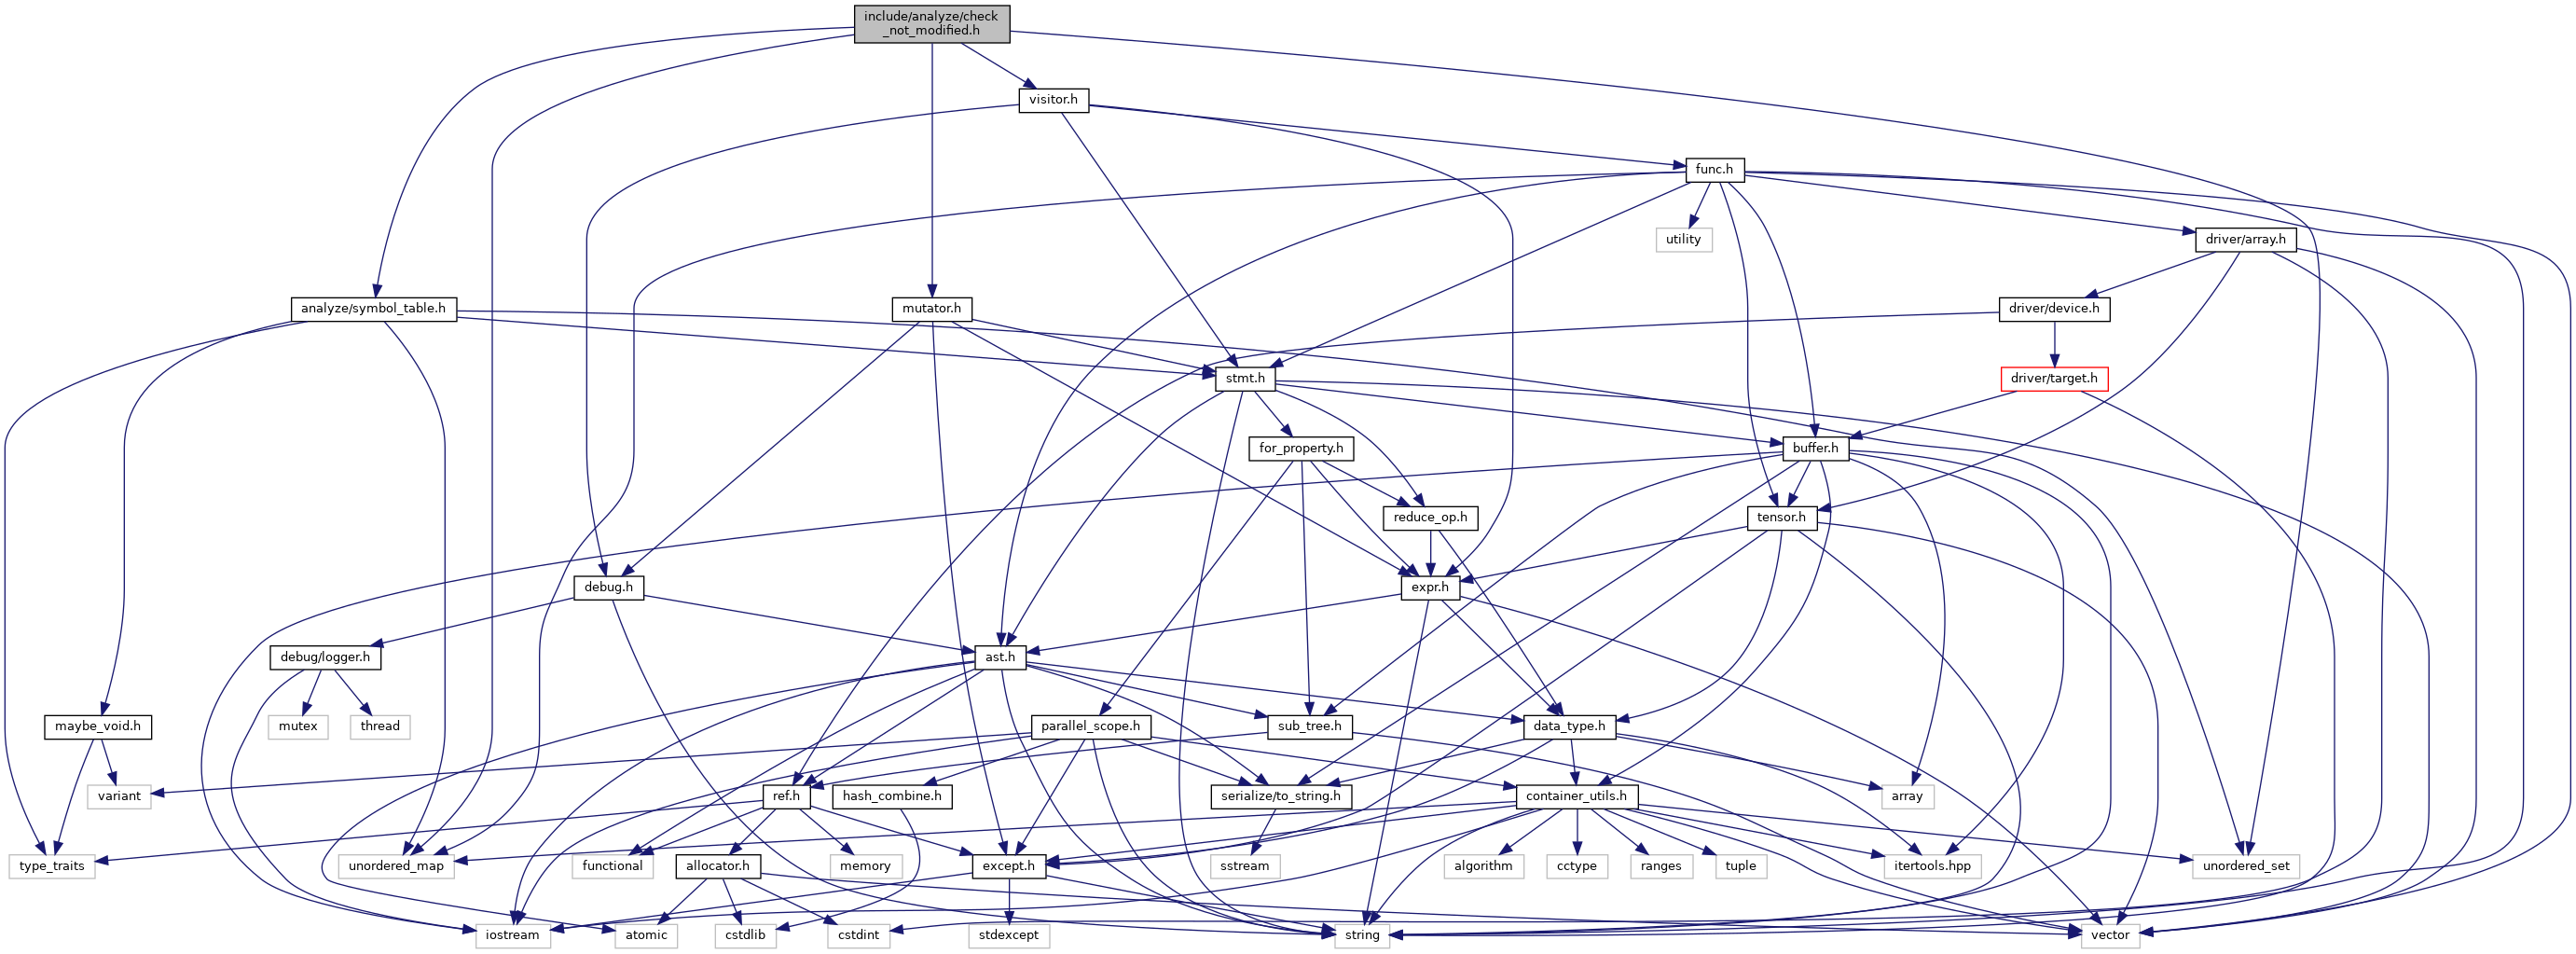 include/analyze/check
_not_modified.h
visitor.h
func.h
utility
driver/array.h
analyze/symbol_table.h
mutator.h
driver/device.h
stmt.h
driver/target.h
for_property.h
buffer.h
reduce_op.h
tensor.h
debug.h
expr.h
debug/logger.h
ast.h
maybe_void.h
mutex
thread
parallel_scope.h
sub_tree.h
data_type.h
variant
ref.h
hash_combine.h
serialize/to_string.h
container_utils.h
array
type_traits
unordered_map
functional
allocator.h
memory
except.h
sstream
algorithm
cctype
ranges
tuple
itertools.hpp
unordered_set
iostream
atomic
cstdlib
cstdint
stdexcept
string
vector